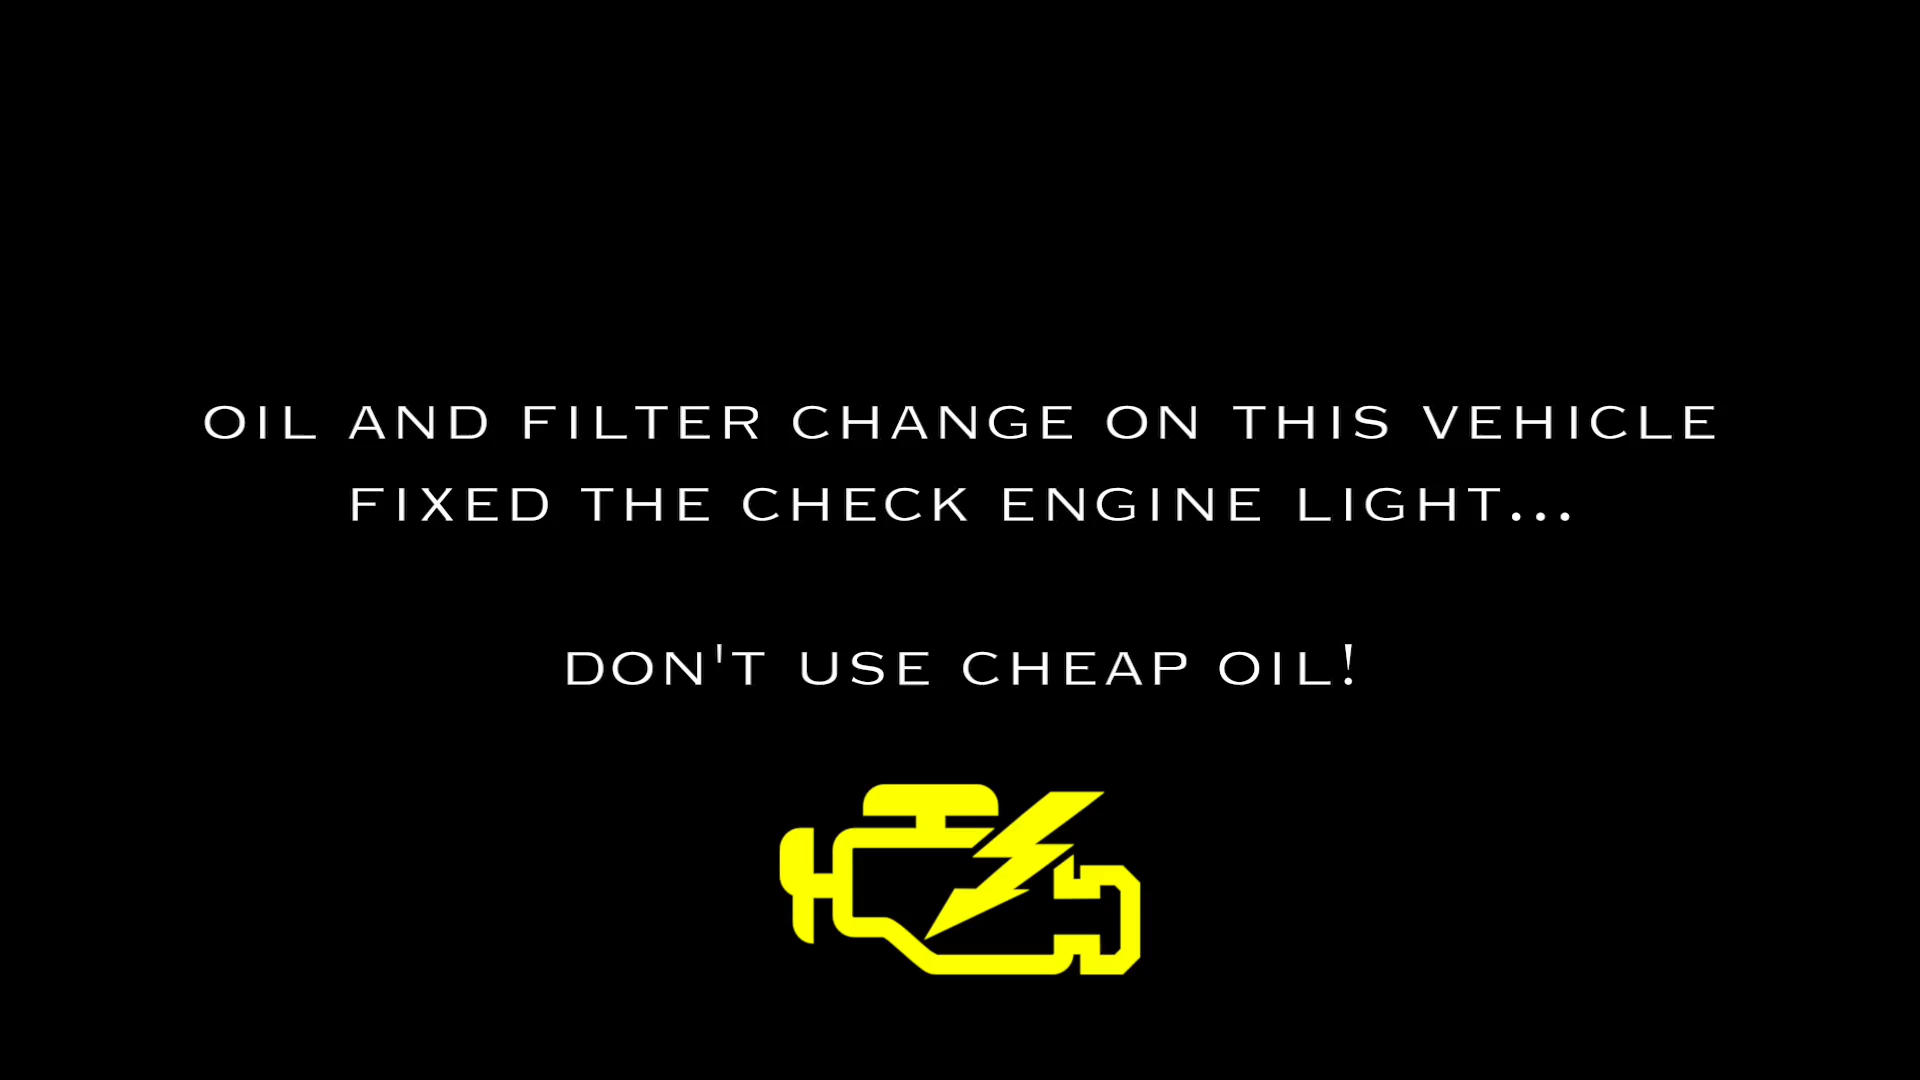 OIL AND FILTER CHANGE ON THIS VEHICLE
FIXED THE CHECK ENGINE LIGHT...
DON'T USE CHEAP OIL!